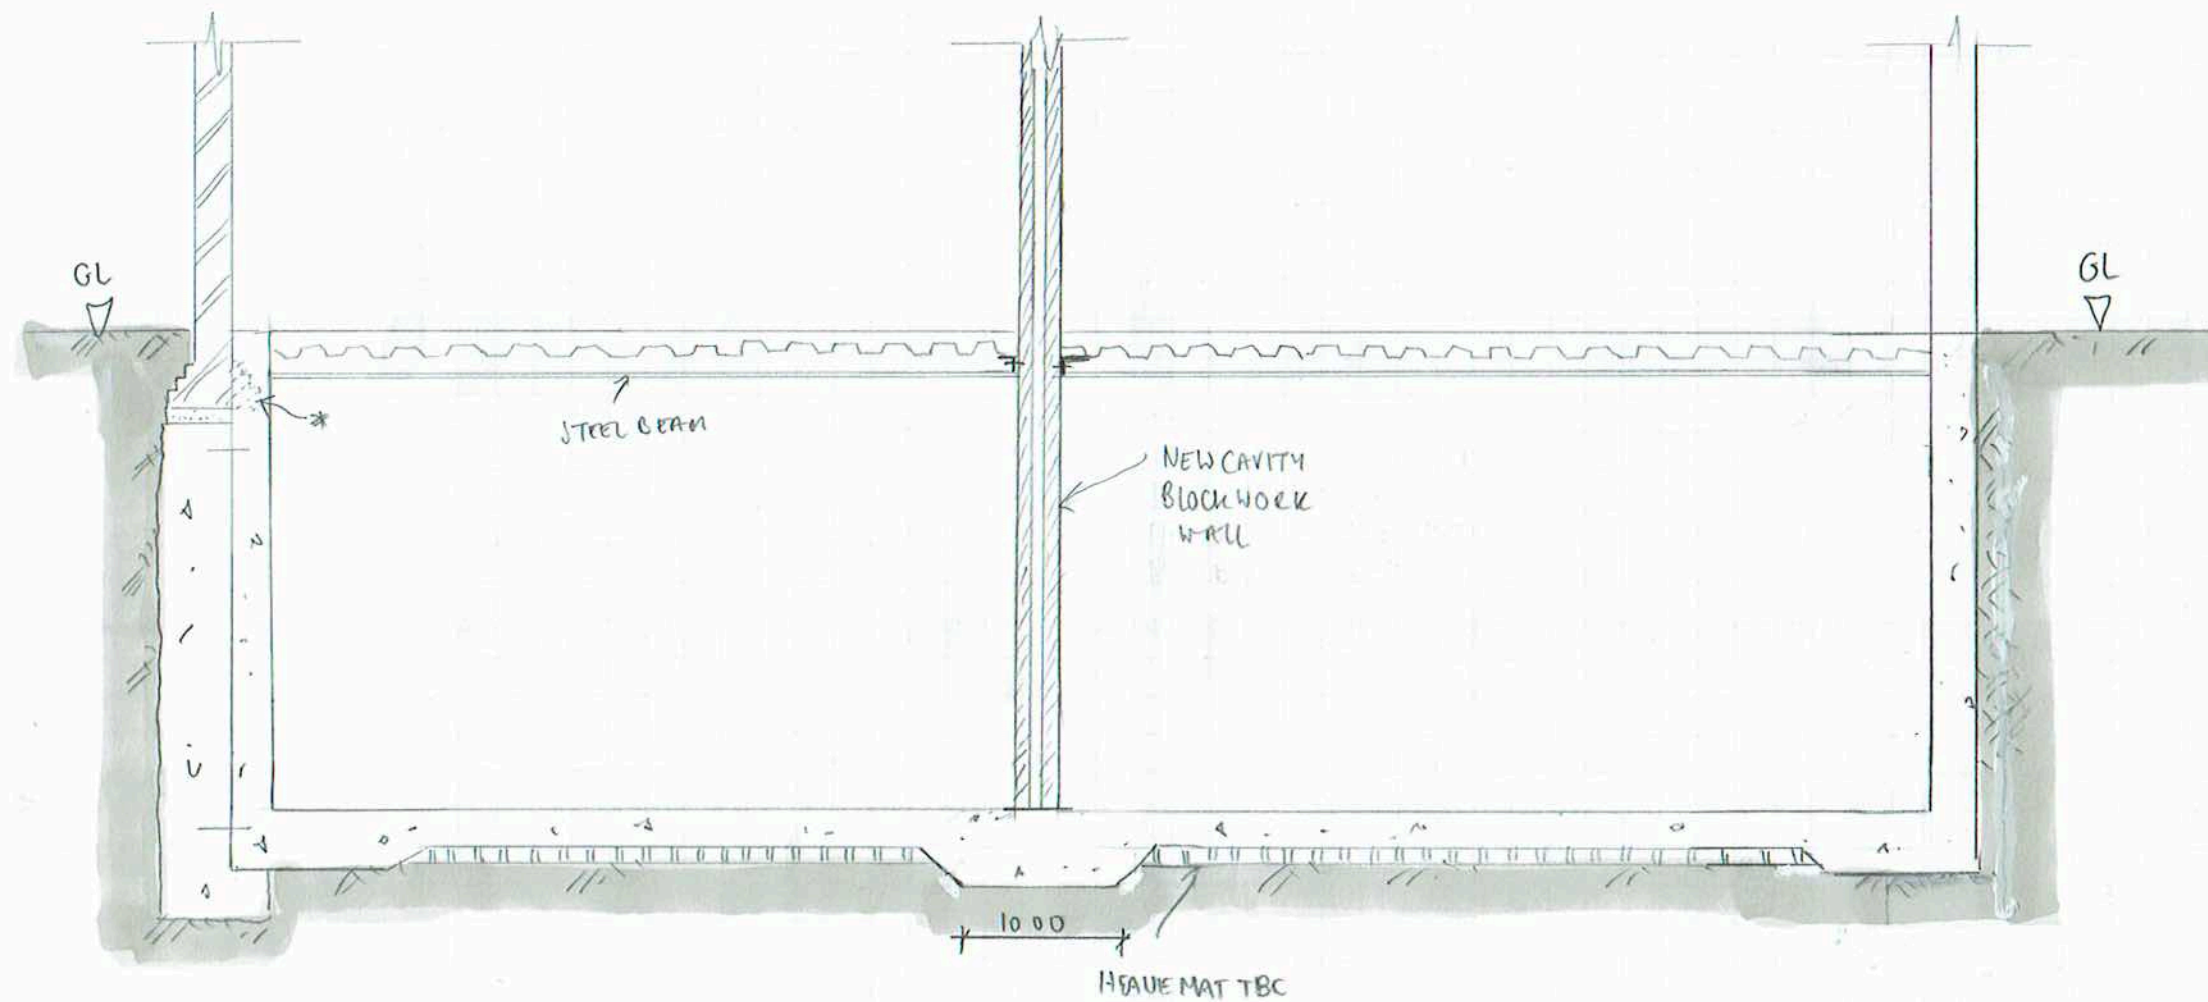 GL
GL
*
STEEL BEAM
NEW CAVITY
BLOCKWORK
WALL
1000
HEAVE MAT TBC